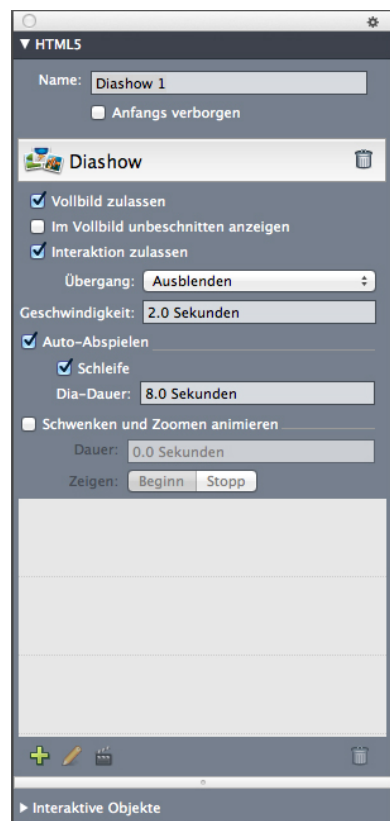 HTML5
Name: Diashow 1
Anfangs verborgen
Diashow
Vollbild zulassen
Im Vollbild unbeschnitten anzeigen
Interaktion zulassen
Übergang: Ausblenden
Geschwindigkeit: 2.0 Sekunden
Auto-Abspielen
Schleife
Dia-Dauer: 8.0 Sekunden
Schwenken und Zoomen animieren
Dauer: 0.0 Sekunden
Zeigen: Beginn Stopp
Interaktive Objekte